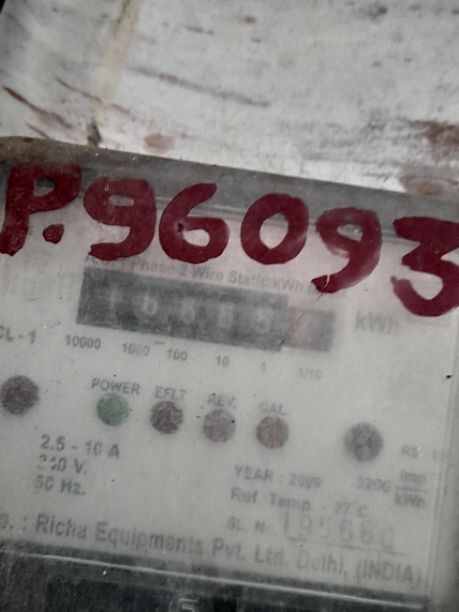 P.96093
Phase 2 Wire Static kWh
kWh
CL - 1
10000 1000 100 10 1 1/10
POWER EFLT REV. CAL.
2.5 - 10 A
240 V.
50 Hz.
YEAR : 2009
3200 imp/kWh
Ref Temp - 27 C
SL. No.
: Richa Equipments Pvt. Ltd. Delhi. (INDIA)